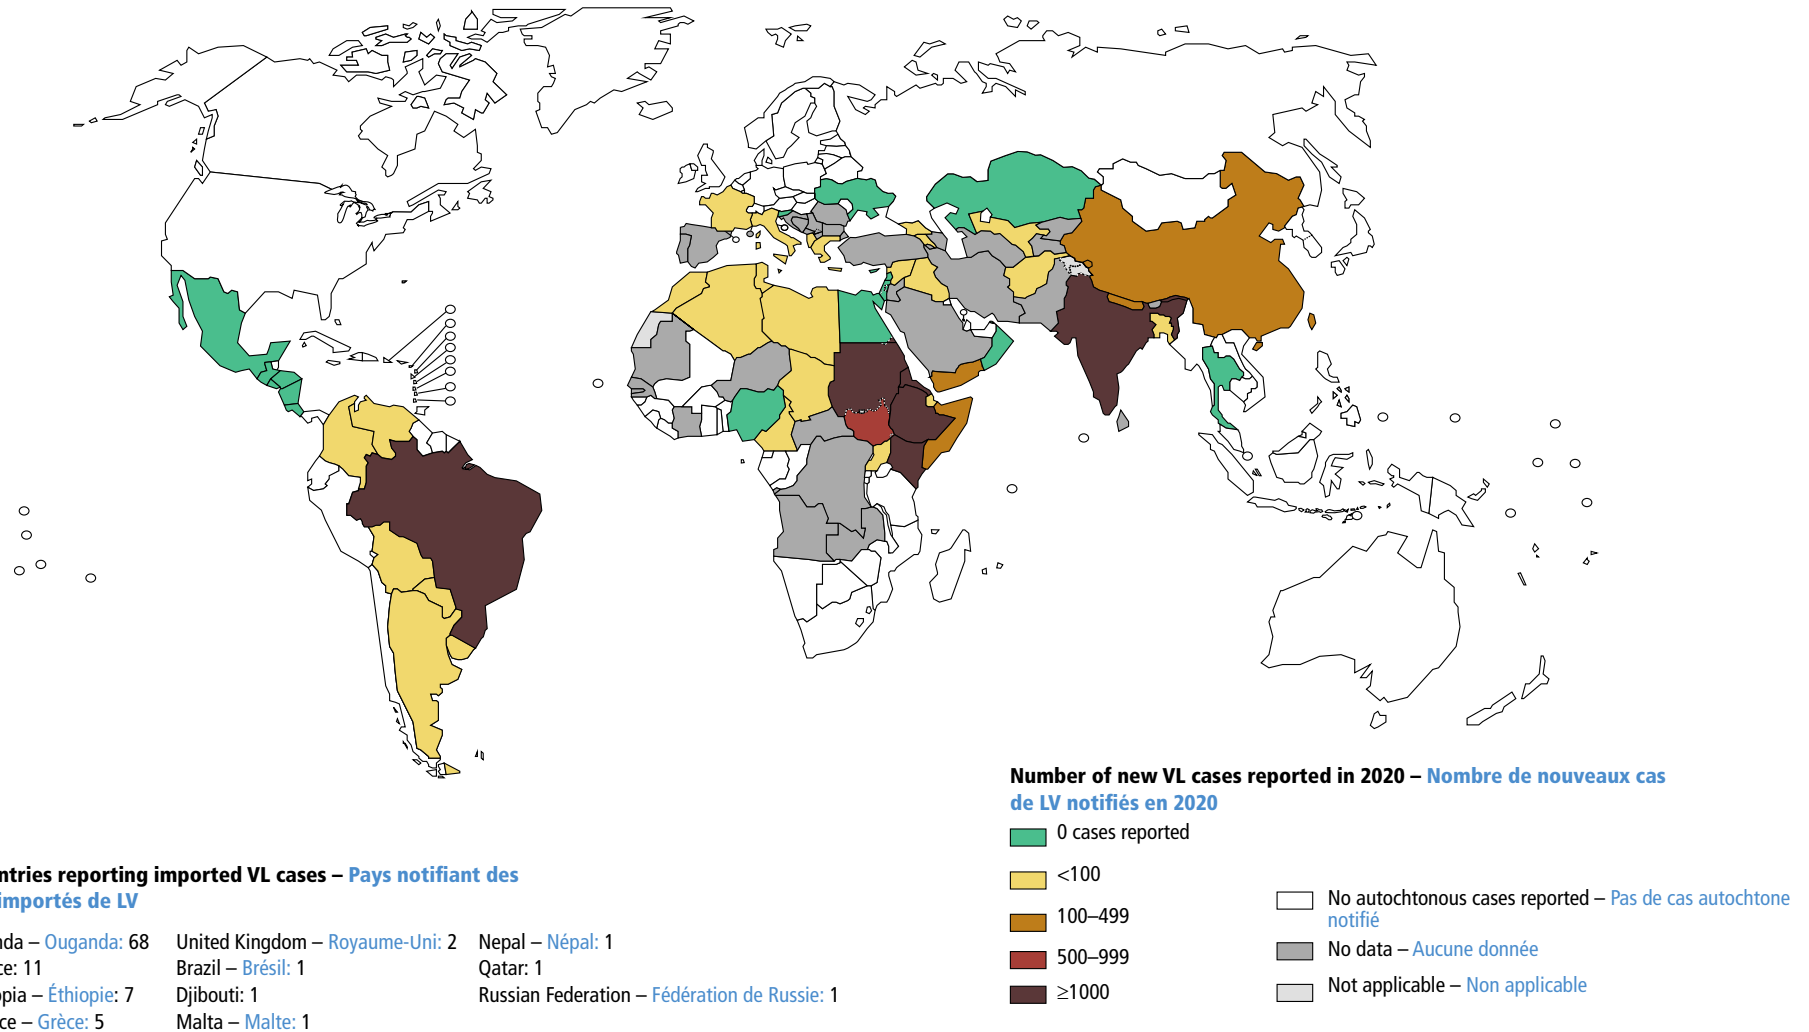 Number of new VL cases reported in 2020 – Nombre de nouveaux cas
de LV notifiés en 2020
0 cases reported
<100
100–499
500–999
≥1000
No autochtonous cases reported – Pas de cas autochtone
notifié
No data – Aucune donnée
Not applicable – Non applicable
ntries reporting imported VL cases – Pays notifiant des
importés de LV
nda – Ouganda: 68
ce: 11
opia – Éthiopie: 7
ce – Grèce: 5
United Kingdom – Royaume-Uni: 2
Brazil – Brésil: 1
Djibouti: 1
Malta – Malte: 1
Nepal – Népal: 1
Qatar: 1
Russian Federation – Fédération de Russie: 1